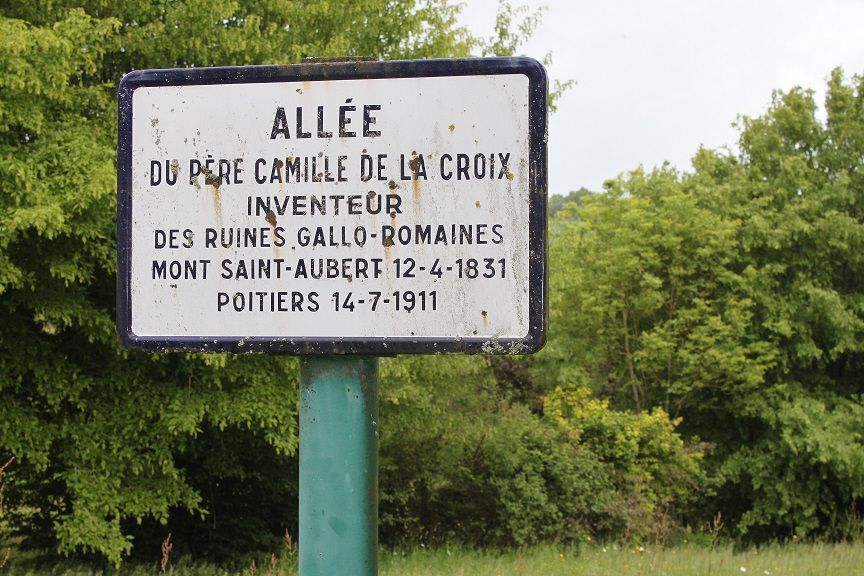 ALLÉE
DU PÈRE CAMILLE DE LA CROIX
INVENTEUR
DES RUINES GALLO-ROMAINES
MONT SAINT-AUBERT 12-4-1831
POITIERS 14-7-1911